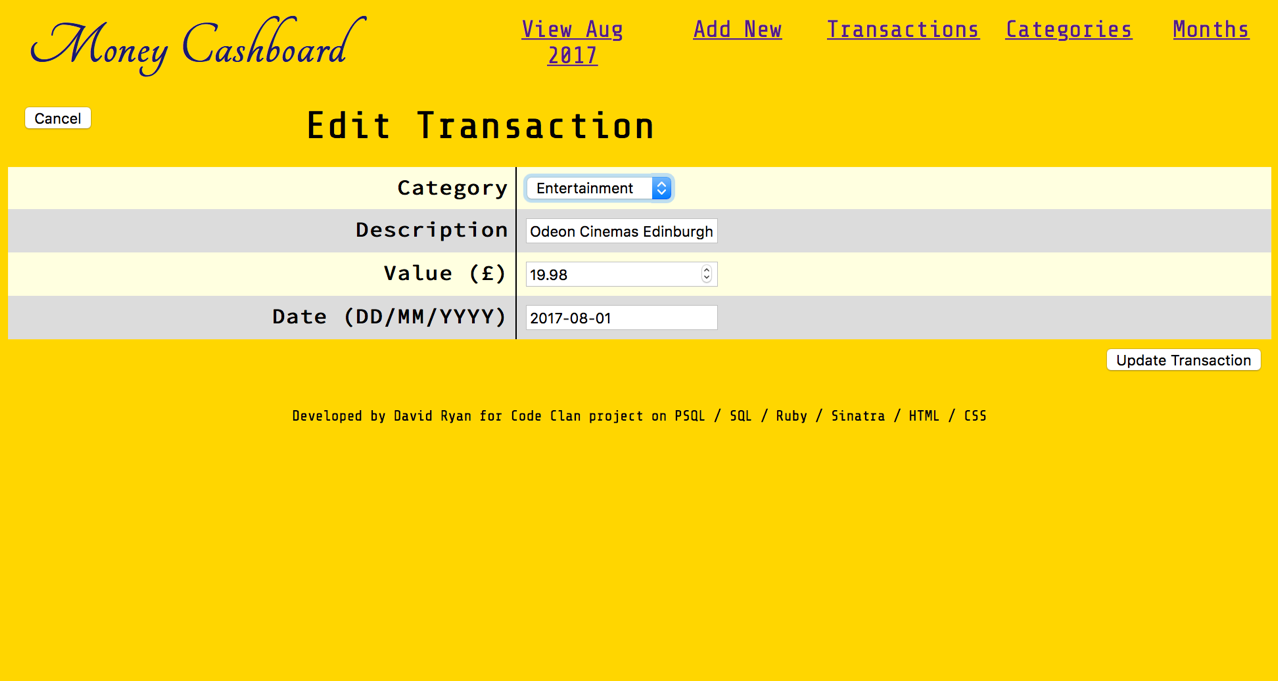 Money Cashboard
View Aug
2017
Add New
Transactions
Categories
Months
Cancel
Edit Transaction
Category
Entertainment
Description
Odeon Cinemas Edinburgh
Value (£)
19.98
Date (DD/MM/YYYY)
2017-08-01
Update Transaction
Developed by David Ryan for Code Clan project on PSQL / SQL / Ruby / Sinatra / HTML / CSS